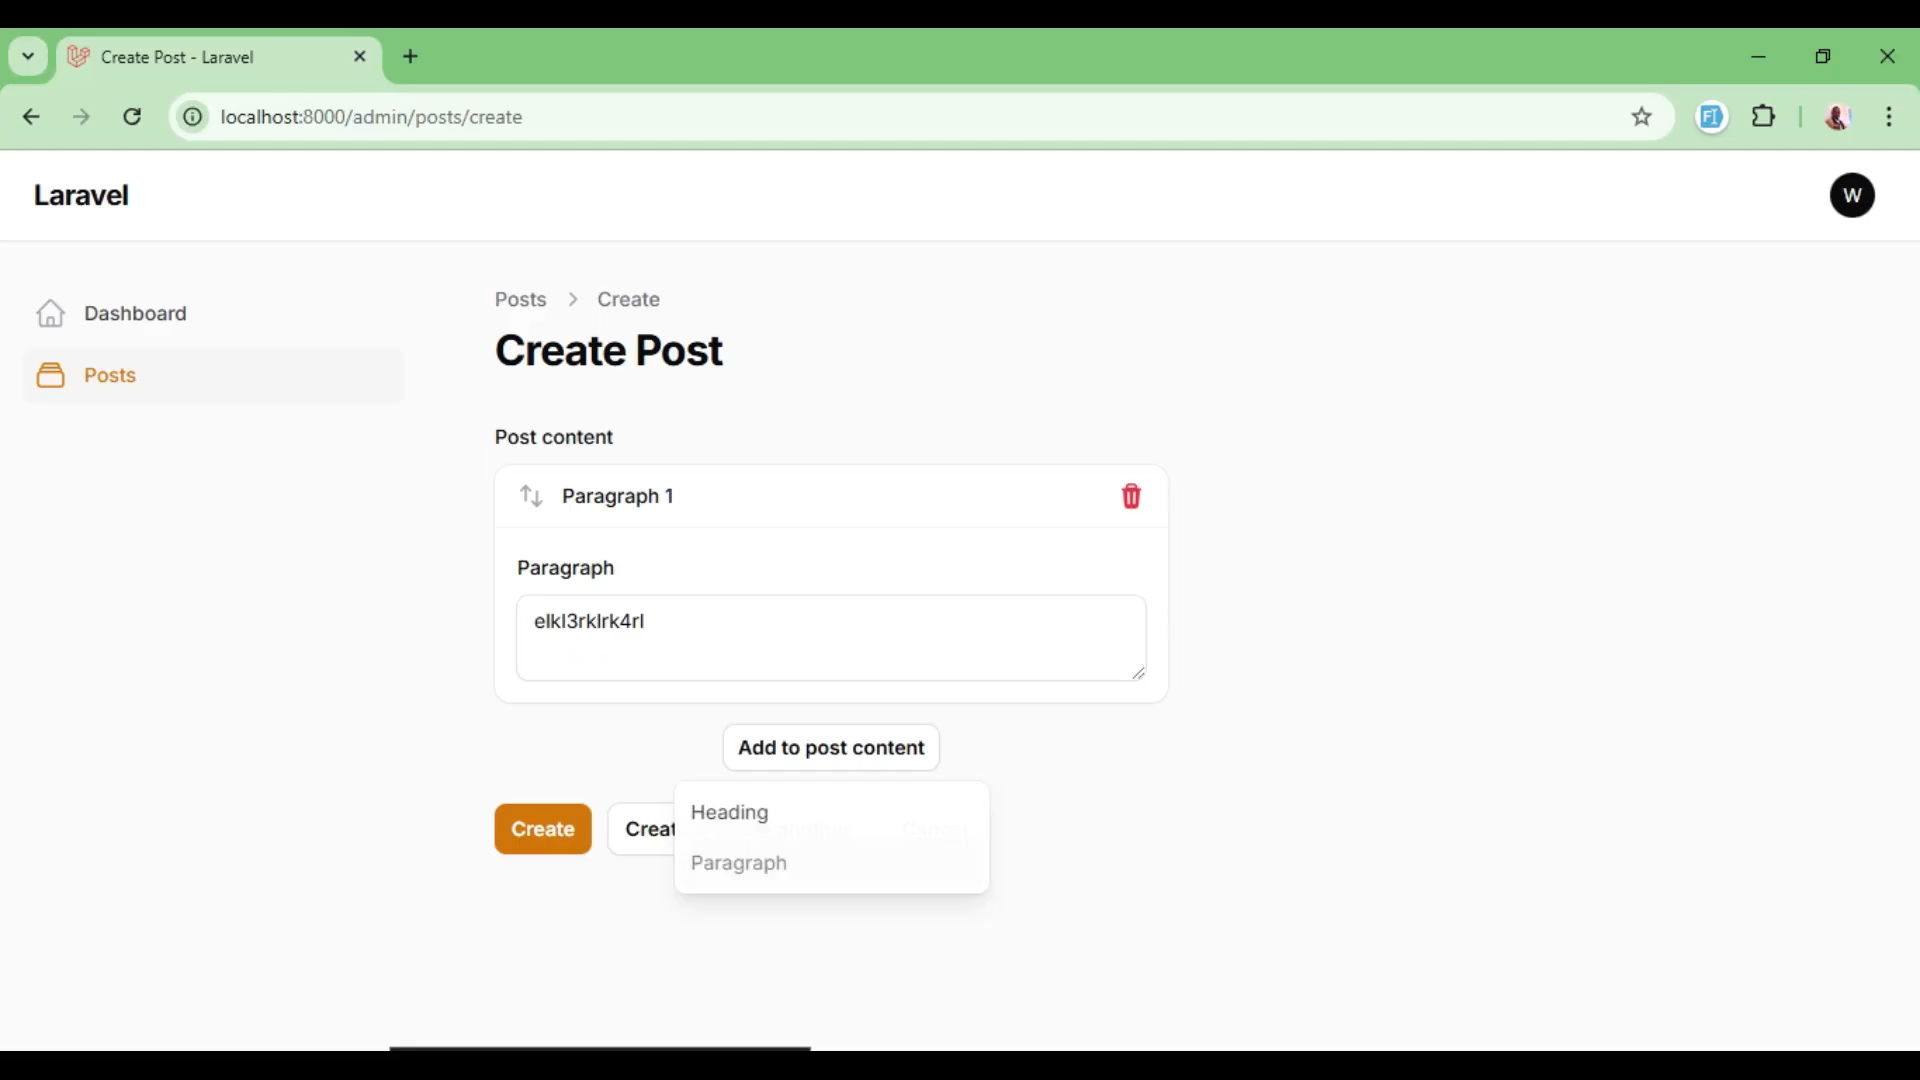 Create Post - Laravel
localhost:8000/admin/posts/create
Laravel
W
Dashboard
Posts
Posts > Create
Create Post
Post content
Paragraph 1
Paragraph
elkl3rklrk4rl
Add to post content
Create
Creat
Heading
Paragraph